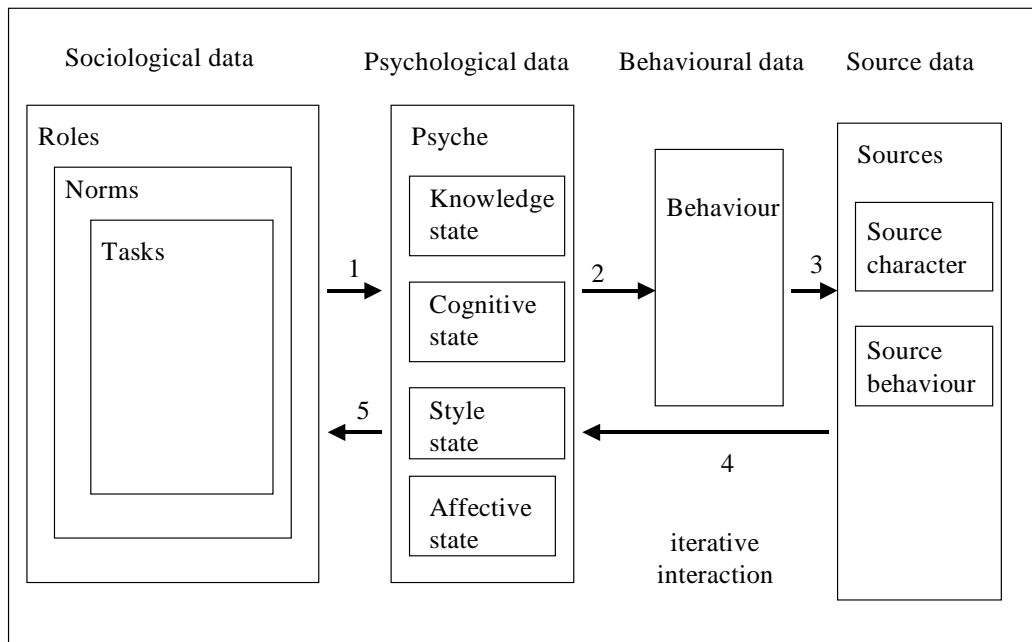 Sociological data
Psychological data
Behavioural data
Source data
Roles
Norms
Tasks
1
5
Psyche
Knowledge
state
Cognitive
state
Style
state
Affective
state
2
Behaviour
3
4
iterative
interaction
Sources
Source
character
Source
behaviour